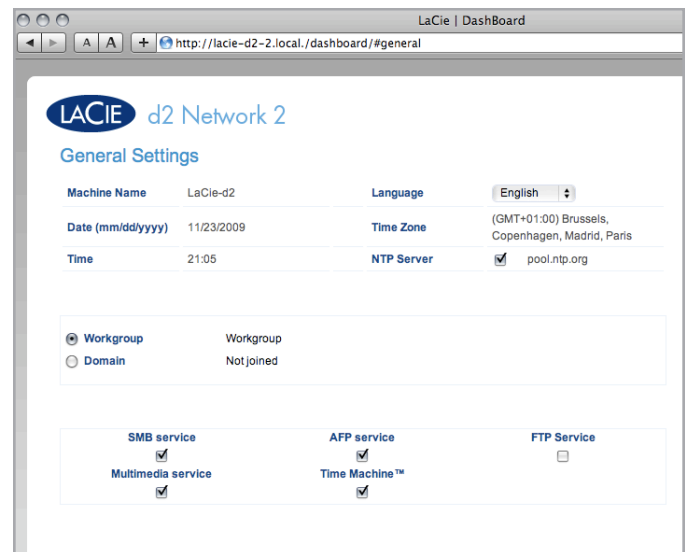 LaCie | DashBoard
A A + http://lacie-d2-2.local./dashboard/#general
LACIE d2 Network 2
General Settings
Machine Name LaCie-d2 Language English
Date (mm/dd/yyyy) 11/23/2009 Time Zone (GMT+01:00) Brussels,
Copenhagen, Madrid, Paris
Time 21:05 NTP Server pool.ntp.org
Workgroup Workgroup
Domain Not joined
SMB service AFP service FTP Service
Multimedia service Time Machine™